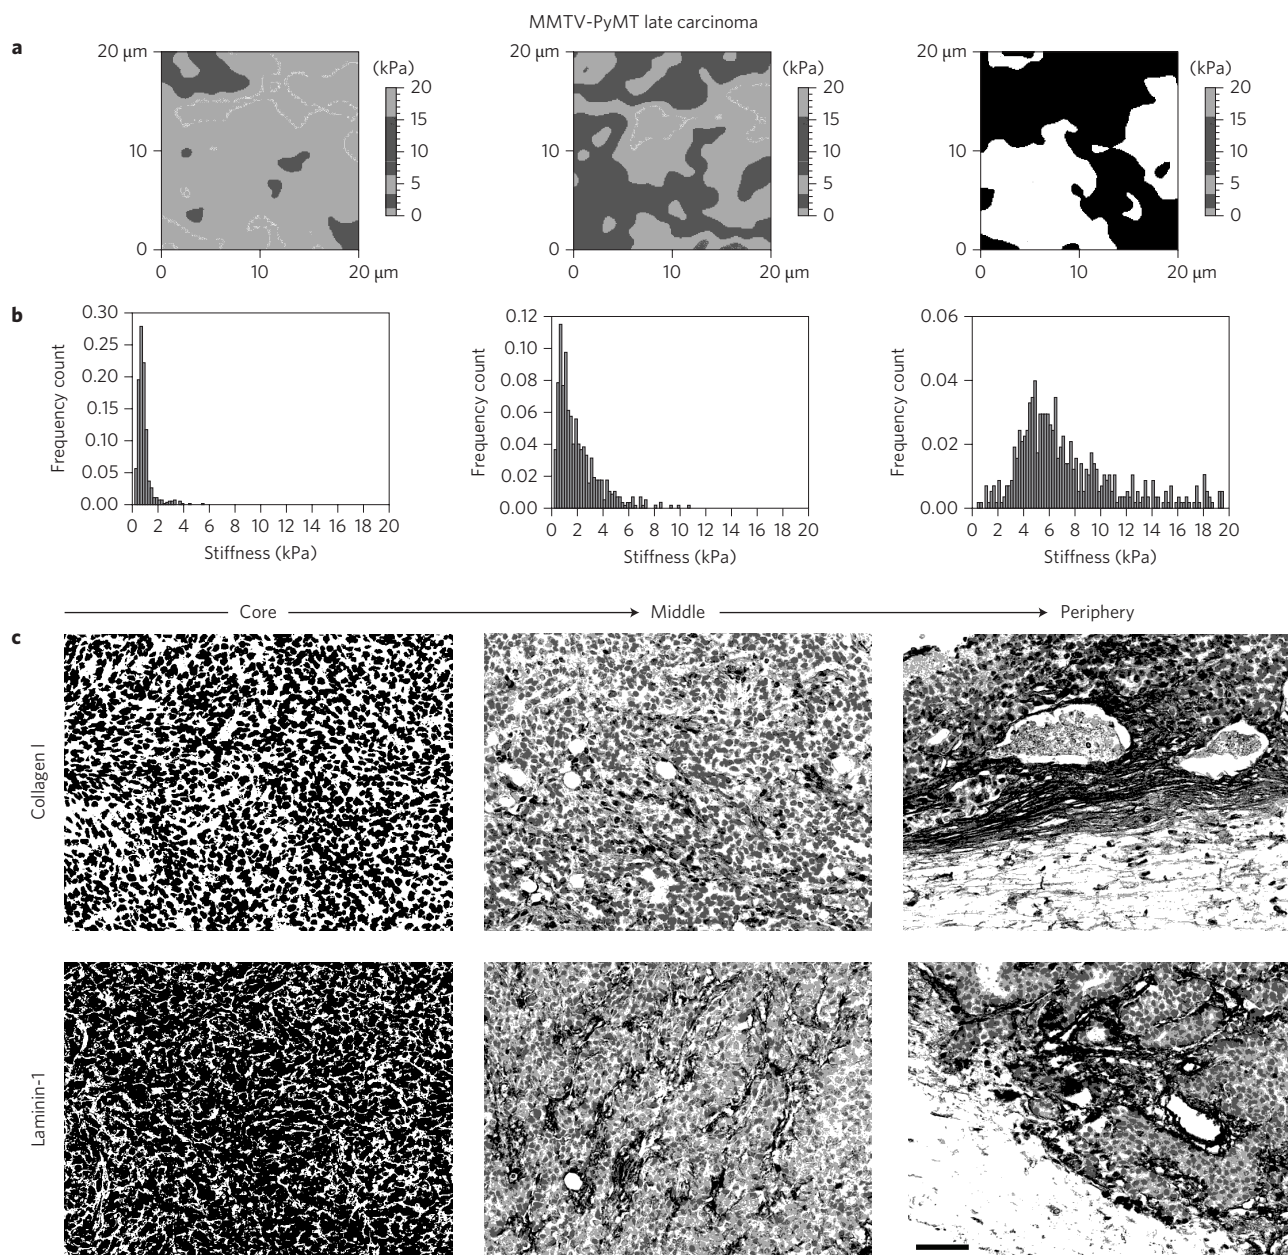 MMTV-PyMT late carcinoma
a
20 μm
10
0
0 10 20 μm
(kPa)
20
15
10
5
0
20 μm
10
0
0 10 20 μm
(kPa)
20
15
10
5
0
20 μm
10
0
0 10 20 μm
(kPa)
20
15
10
5
0
b
Frequency count
0.30
0.25
0.20
0.15
0.10
0.05
0.00
0 2 4 6 8 10 12 14 16 18 20
Stiffness (kPa)
Frequency count
0.12
0.10
0.08
0.06
0.04
0.02
0.00
0 2 4 6 8 10 12 14 16 18 20
Stiffness (kPa)
Frequency count
0.06
0.04
0.02
0.00
0 2 4 6 8 10 12 14 16 18 20
Stiffness (kPa)
Core Middle Periphery
c
Collagen I
Laminin-1